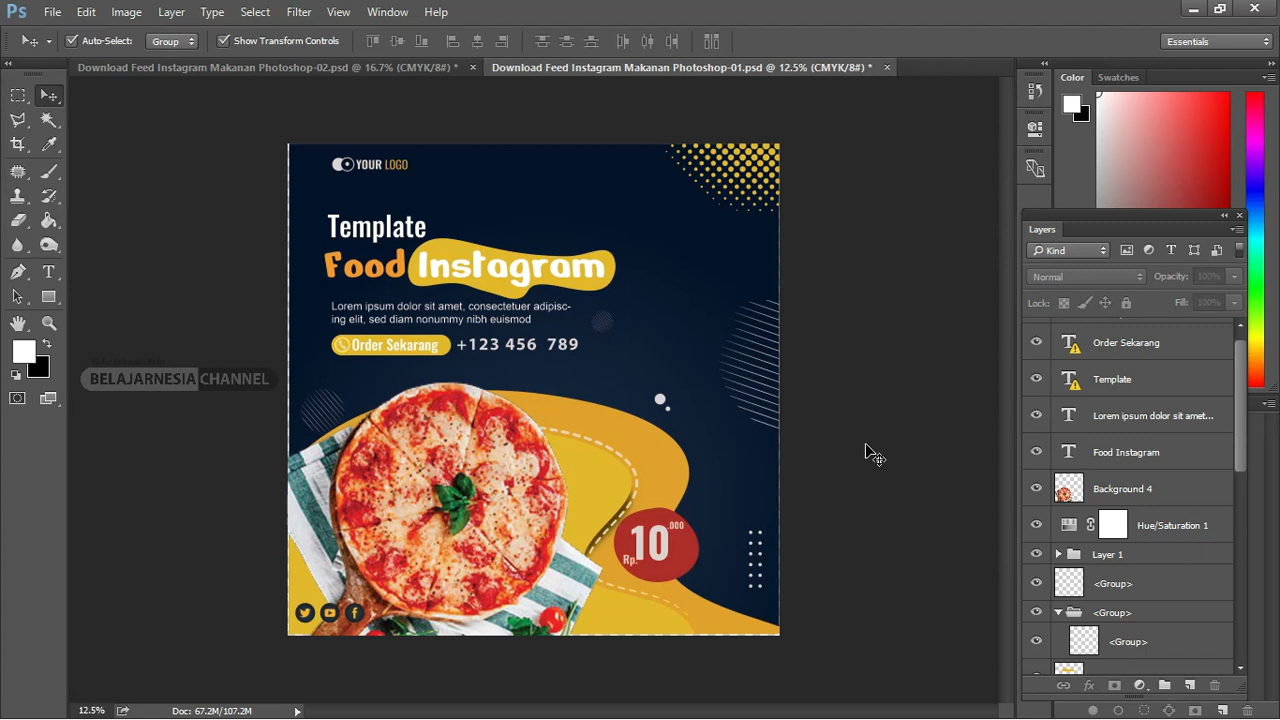 Ps File Edit Image Layer Type Select Filter View Window Help
Auto-Select: Group Show Transform Controls Essentials
Download Feed Instagram Makanan Photoshop-02.psd @ 16.7% (CMYK/8#) *
Download Feed Instagram Makanan Photoshop-01.psd @ 12.5% (CMYK/8#) *
Color Swatches
YOUR LOGO
Template
Food Instagram
Lorem ipsum dolor sit amet, consectetuer adipisc-
ing elit, sed diam nonummy nibh euismod
Order Sekarang +123 456 789
BELAJARNESIA CHANNEL
Rp. 10 .000
Layers
Kind
Normal Opacity: 100%
Lock: Fill: 100%
Order Sekarang
Template
Lorem ipsum dolor sit amet...
Food Instagram
Background 4
Hue/Saturation 1
Layer 1
<Group>
<Group>
<Group>
12.5% Doc: 67.2M/107.2M